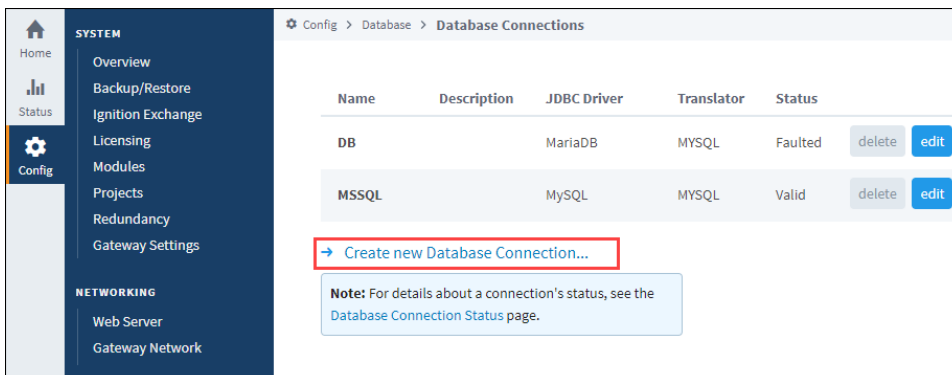 Home
Status
Config
SYSTEM
Overview
Backup/Restore
Ignition Exchange
Licensing
Modules
Projects
Redundancy
Gateway Settings
NETWORKING
Web Server
Gateway Network
Config > Database > Database Connections
Name Description JDBC Driver Translator Status
DB MariaDB MYSQL Faulted delete edit
MSSQL MySQL MYSQL Valid delete edit
→ Create new Database Connection...
Note: For details about a connection's status, see the
Database Connection Status page.